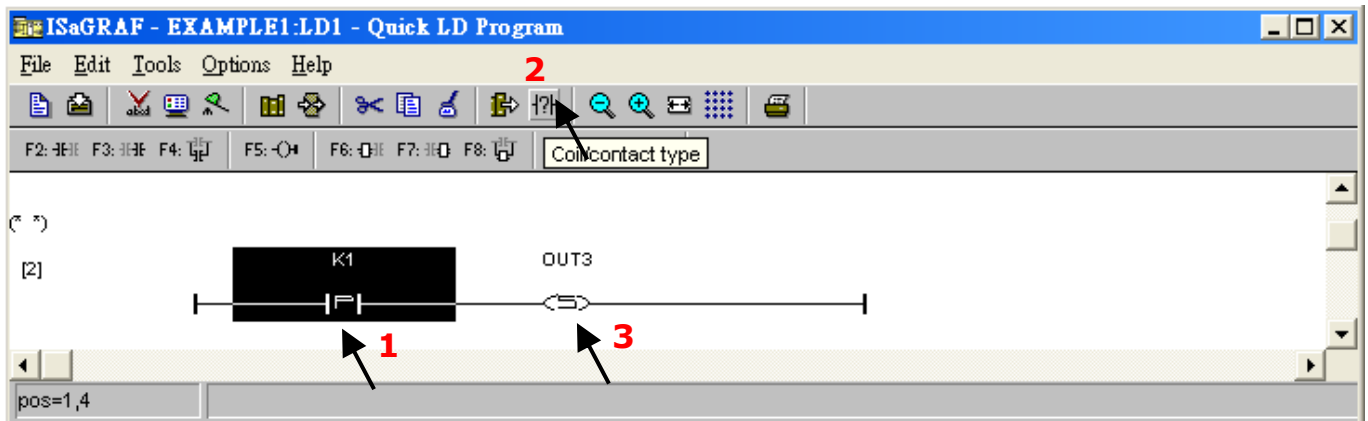 ISaGRAF - EXAMPLE1:LD1 - Quick LD Program
File Edit Tools Options Help
2
F2: F3: F4: F5: F6: F7: F8:
Coil/contact type
(* *)
[2]
K1 OUT3
P S
1 3
pos=1,4